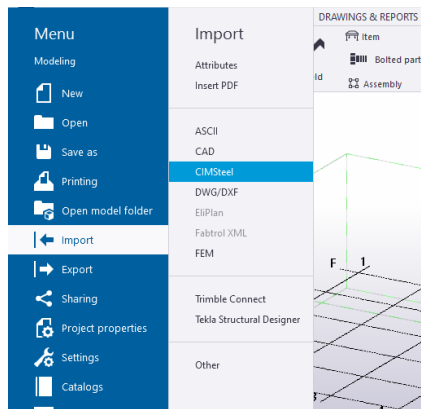 Menu
Modeling
New
Open
Save as
Printing
Open model folder
Import
Export
Sharing
Project properties
Settings
Catalogs
Import
Attributes
Insert PDF
ASCII
CAD
CIMSteel
DWG/DXF
EliPlan
Fabtrol XML
FEM
Trimble Connect
Tekla Structural Designer
Other
DRAWINGS & REPORTS
Item
Bolted part
ld
Assembly
F 1